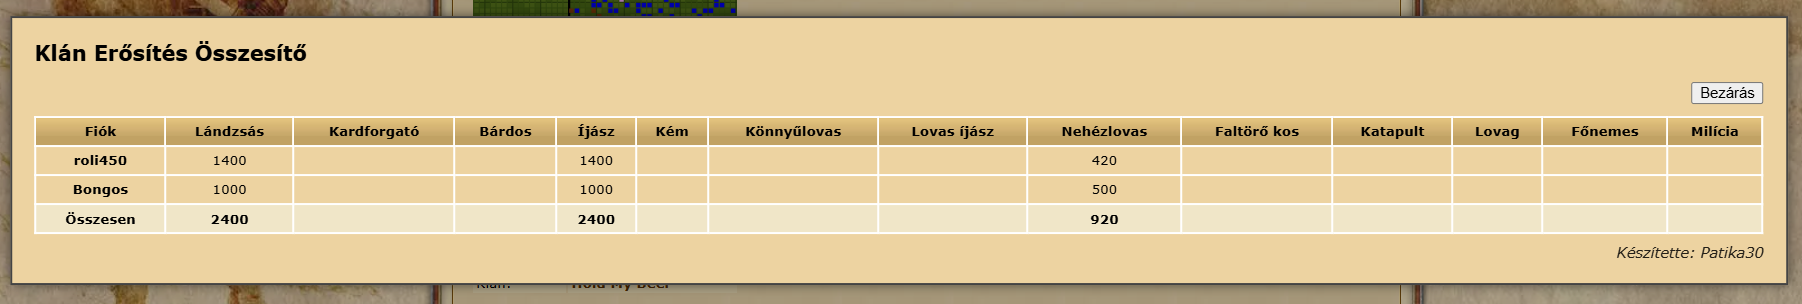 Klán Erősítés Összesítő
Bezárás
Fiók Lándzsás Kardforgató Bárdos Íjász Kém Könnyűlovas Lovas íjász Nehézlovas Faltörő kos Katapult Lovag Főnemes Milícia
roli450 1400 1400 420
Bongos 1000 1000 500
Összesen 2400 2400 920
Készítette: Patika30